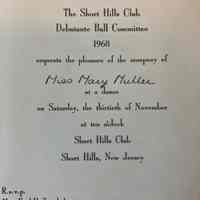 The Short Hills Club
Debutante Ball Committee
1968
requests the pleasure of the company of
Miss Mary Muller
at a dance
on Saturday, the thirtieth of November
at ten o'clock
Short Hills Club
Short Hills, New Jersey
R.s.v.p.